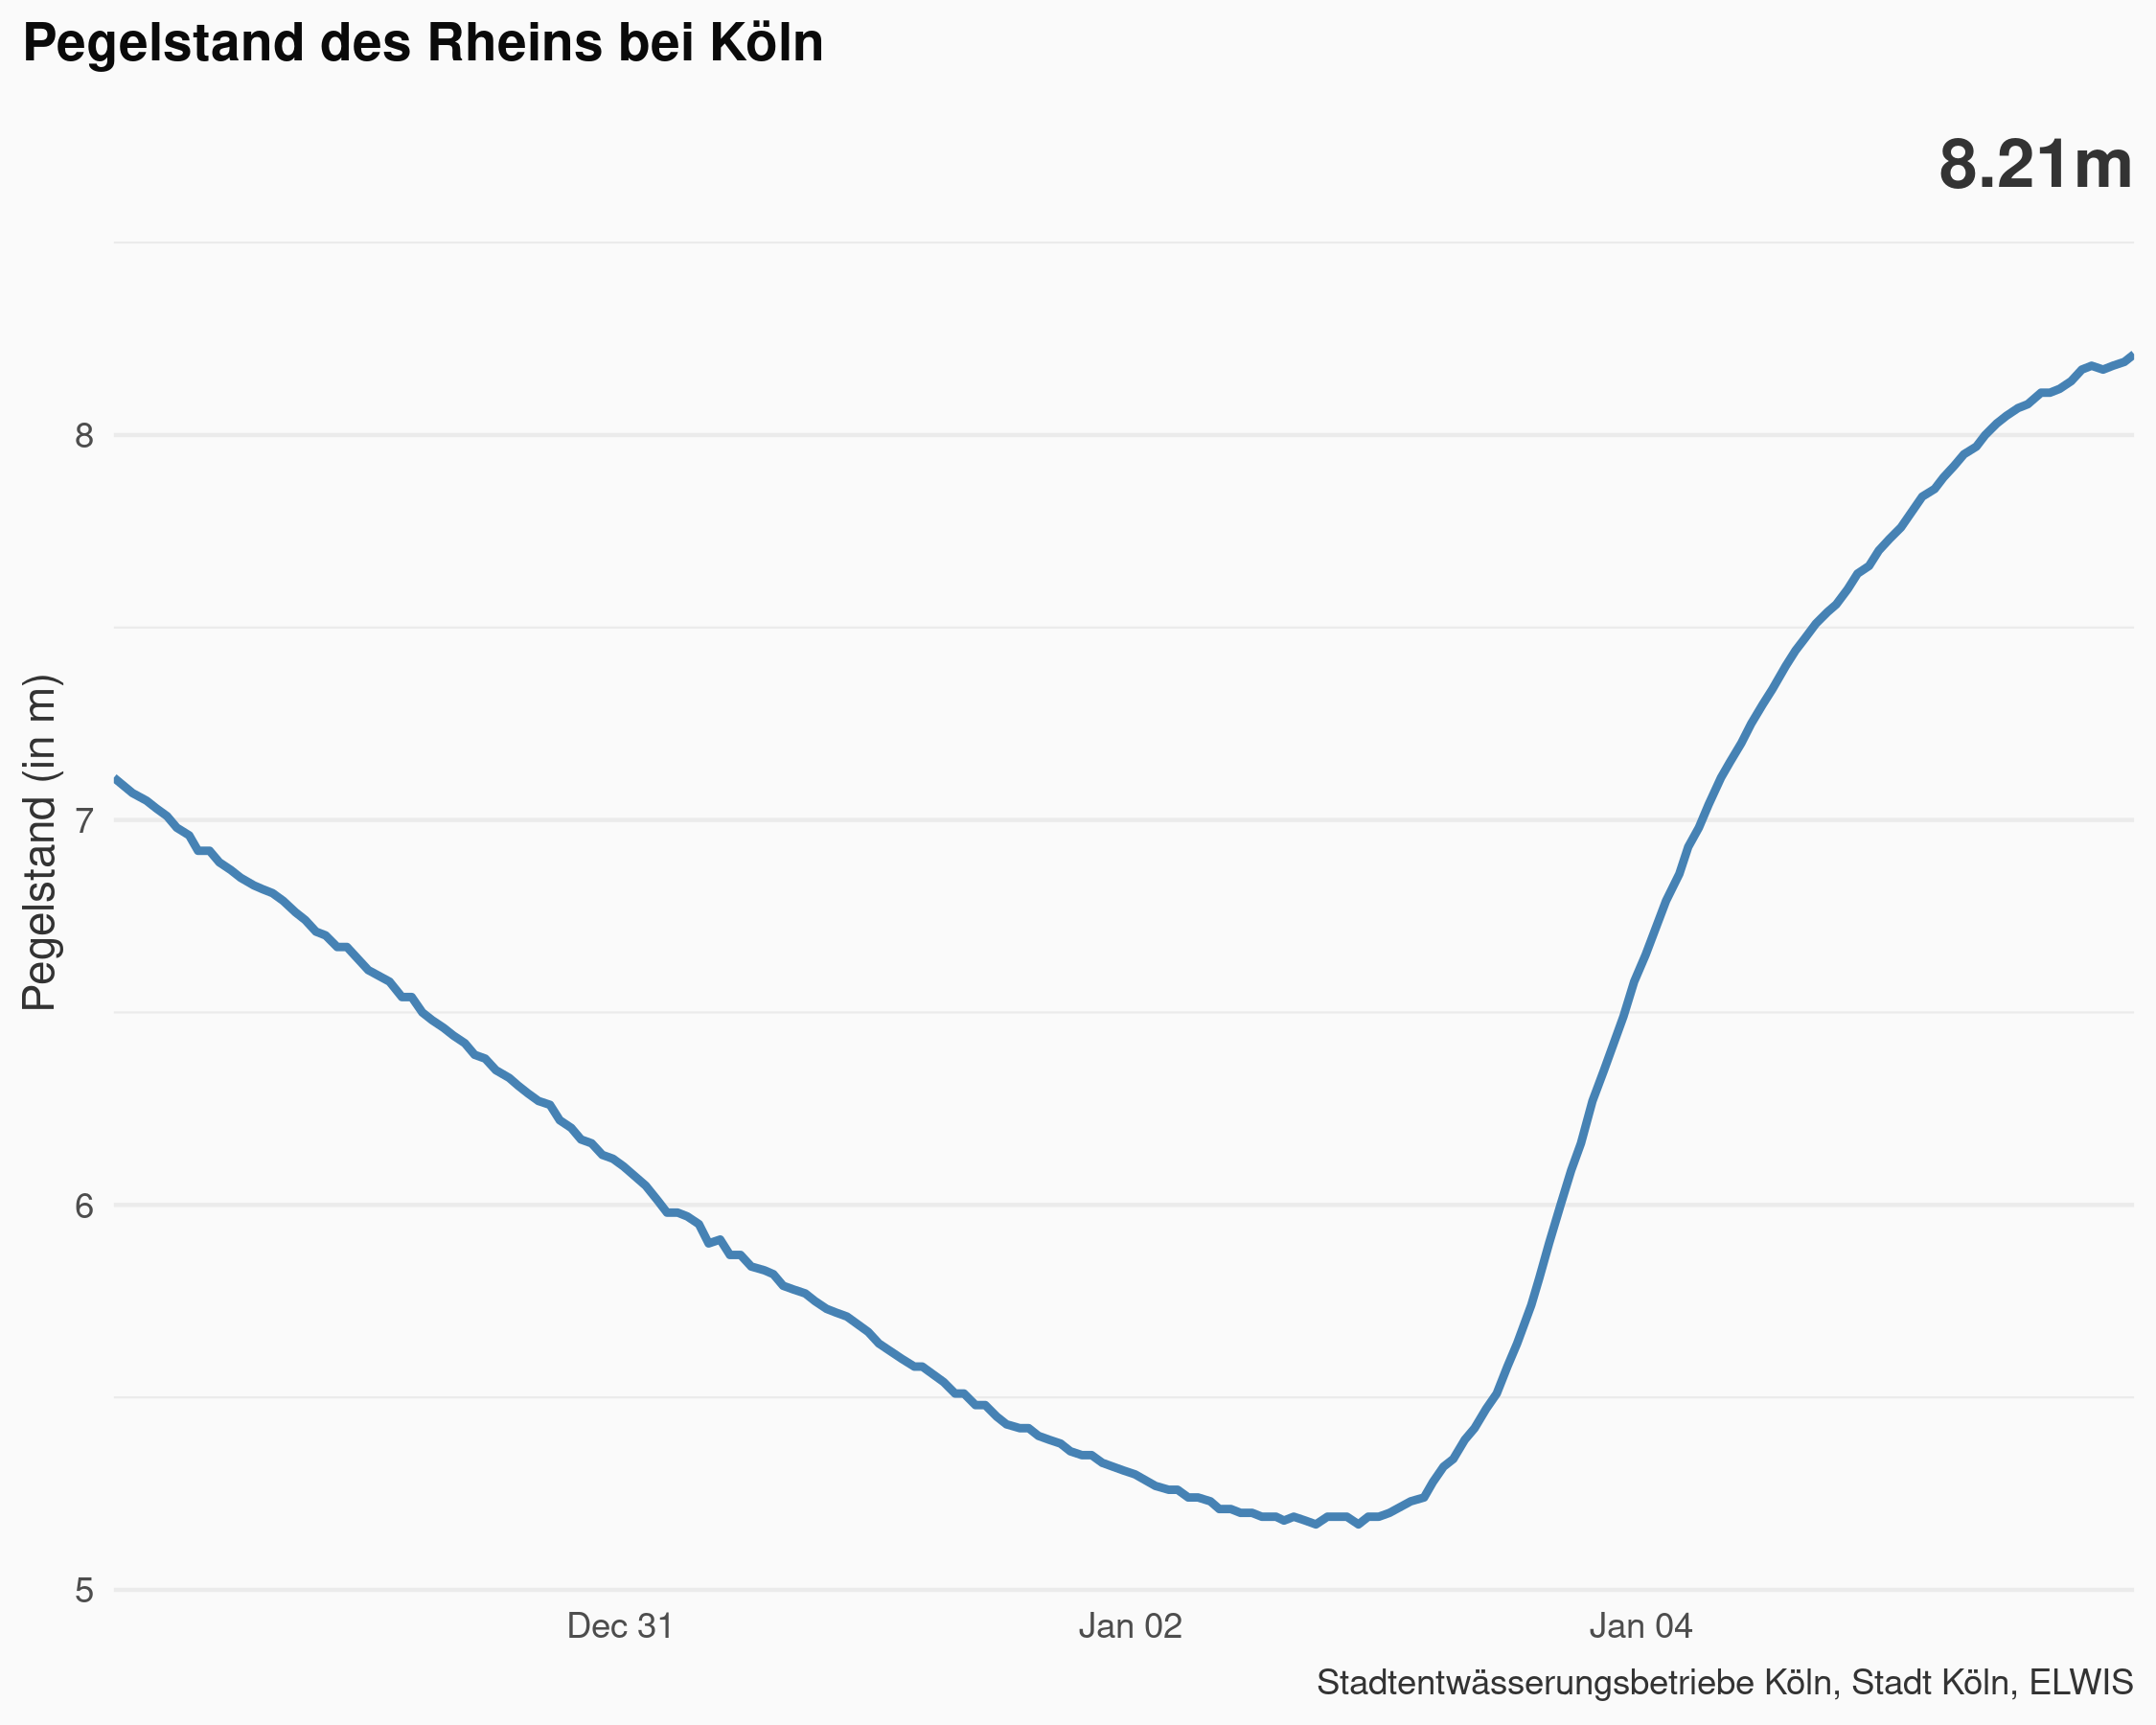 Pegelstand des Rheins bei Köln
8.21m
Pegelstand (in m)
8
7
6
5
Dec 31
Jan 02
Jan 04
Stadtentwässerungsbetriebe Köln, Stadt Köln, ELWIS